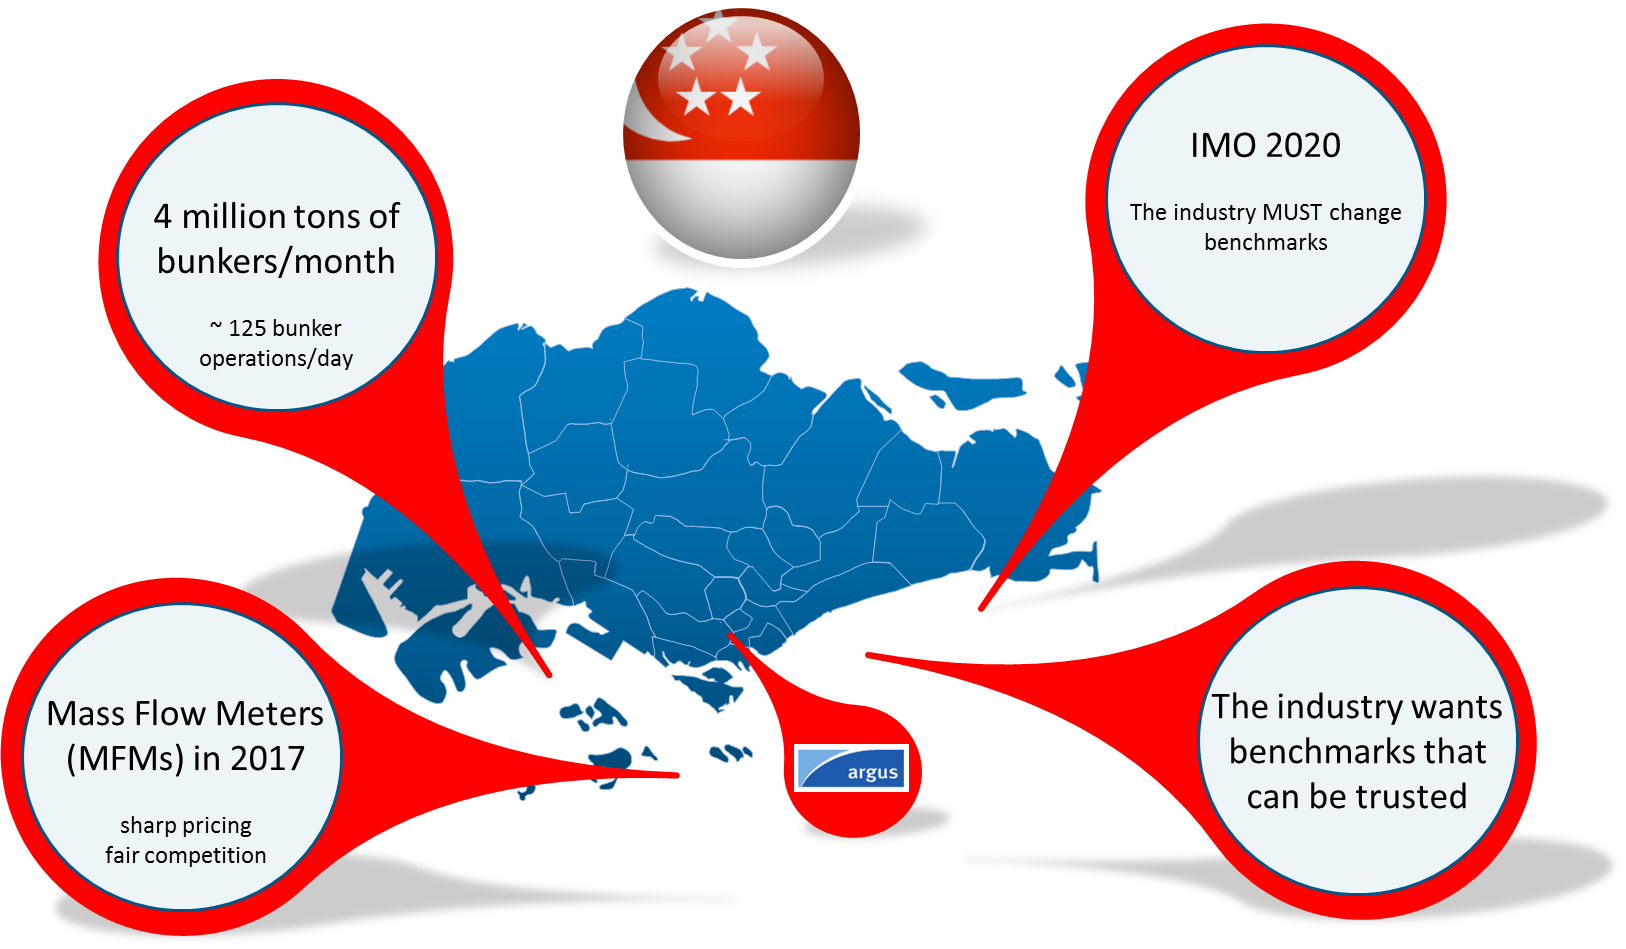 4 million tons of
bunkers/month
~ 125 bunker
operations/day
IMO 2020
The industry MUST change
benchmarks
Mass Flow Meters
(MFMs) in 2017
sharp pricing
fair competition
argus
The industry wants
benchmarks that
can be trusted